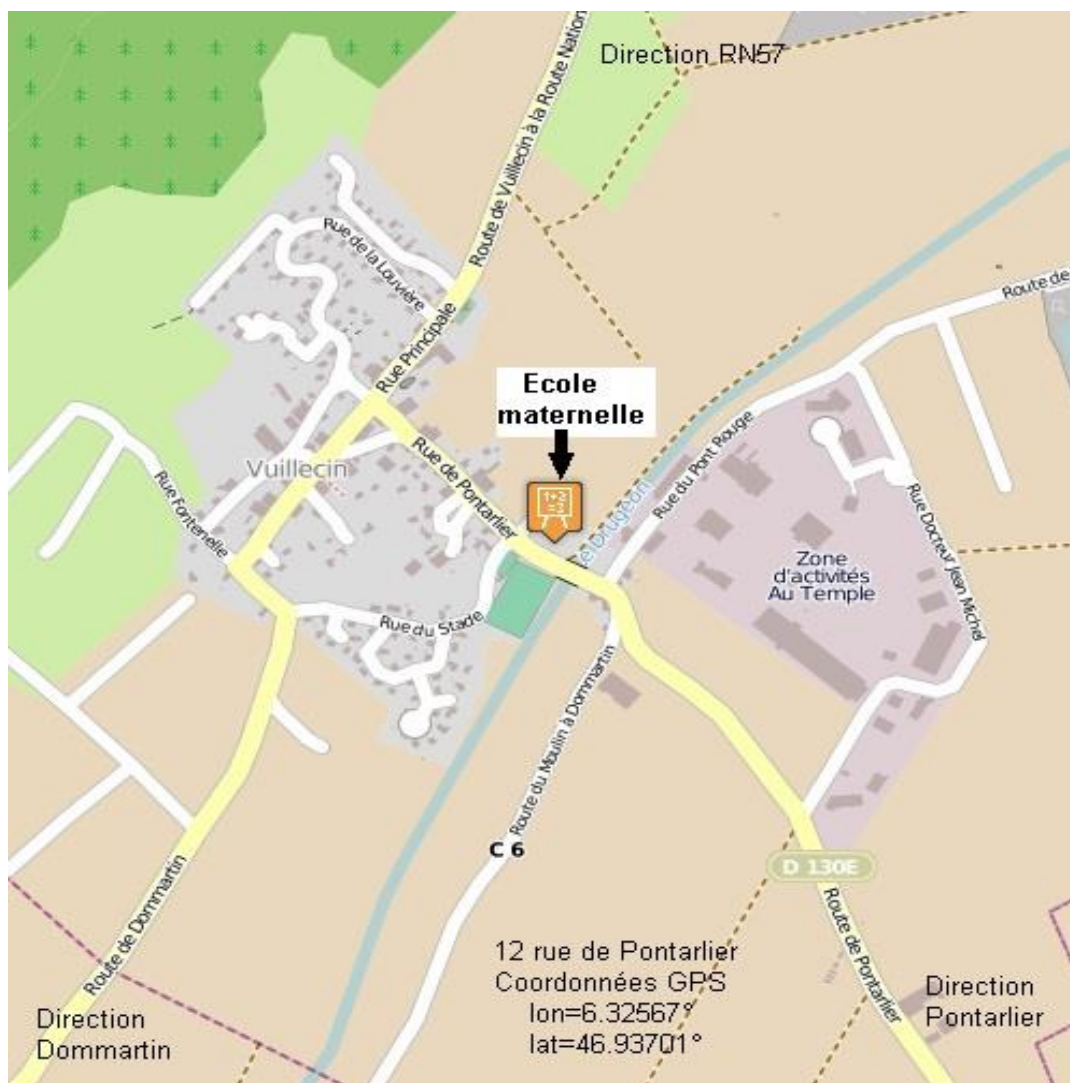 Direction RN57
Route de Vuillecin à la Route Nation
Rue de la Louvière
Route de
Rue Principale
Ecole
maternelle
1+2
=3
Rue de Pontarlier
Rue du Pont Rouge
Vuillecin
Rue Fontenelle
Rue Docteur Jean Michel
Zone
d'activités
Au Temple
Rue du Stade
Route du Moulin à Dommartin
C 6
D 130E
Route de Dommartin
Route de Pontarlier
12 rue de Pontarlier
Coordonnées GPS
lon=6.32567°
lat=46.93701°
Direction
Pontarlier
Direction
Dommartin